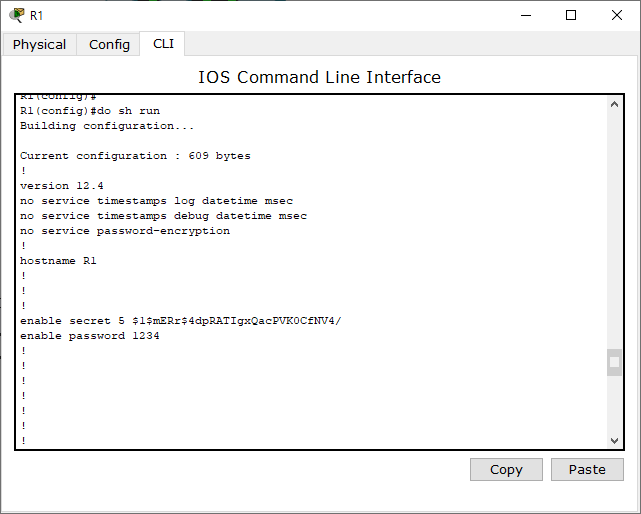 R1
Physical
Config
CLI
IOS Command Line Interface
R1(config)#
R1(config)#do sh run
Building configuration...
Current configuration : 609 bytes
!
version 12.4
no service timestamps log datetime msec
no service timestamps debug datetime msec
no service password-encryption
!
hostname R1
!
!
!
enable secret 5 $1$mERr$4dpRATIgxQacPVK0CfNV4/
enable password 1234
!
!
!
!
!
!
!
Copy
Paste